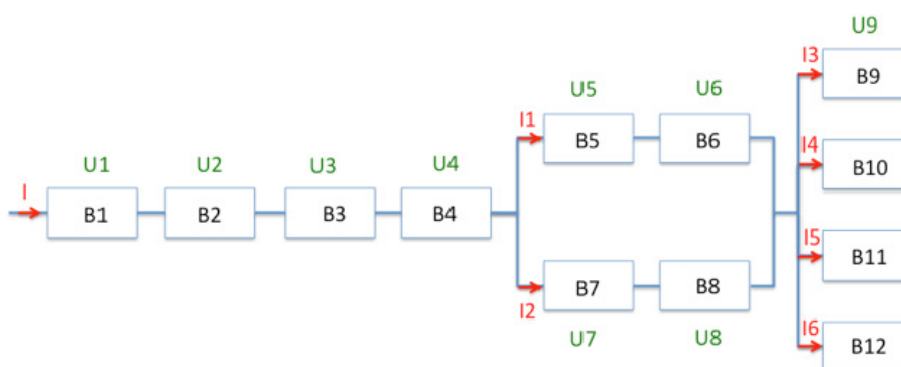 U9
I3
B9
U5 U6
I1
B5 B6
I4
B10
U1 U2 U3 U4
I
B1 B2 B3 B4
I5
B11
B7 B8
I2
U7 U8
I6
B12